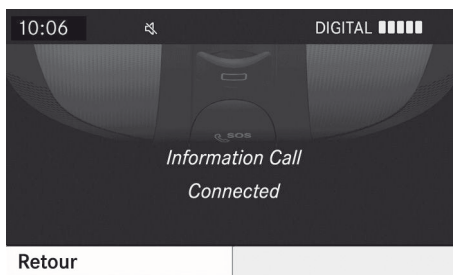 10:06 DIGITAL
SOS
Information Call
Connected
Retour